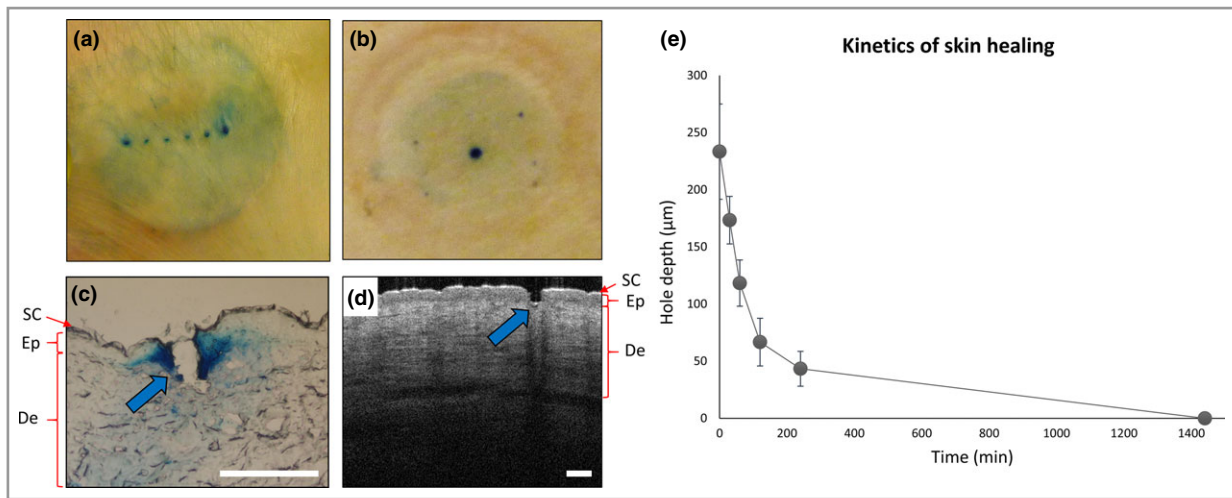 (a)
(b)
(c)
SC
Ep
De
(d)
SC
Ep
De
(e)
Kinetics of skin healing
Hole depth (µm)
300
250
200
150
100
50
0
0 200 400 600 800 1000 1200 1400
Time (min)